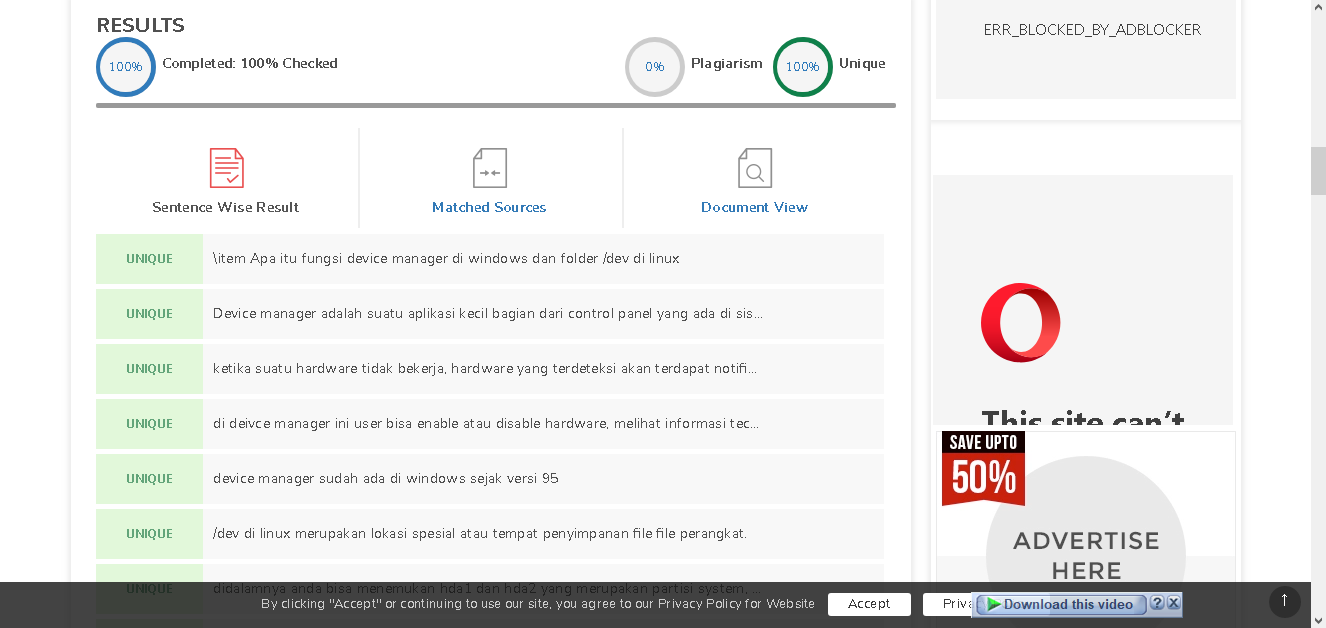 RESULTS
100% Completed: 100% Checked
0% Plagiarism 100% Unique
Sentence Wise Result
Matched Sources
Document View
UNIQUE \item Apa itu fungsi device manager di windows dan folder /dev di linux
UNIQUE Device manager adalah suatu aplikasi kecil bagian dari control panel yang ada di sis...
UNIQUE ketika suatu hardware tidak bekerja, hardware yang terdeteksi akan terdapat notifi...
UNIQUE di deivce manager ini user bisa enable atau disable hardware, melihat informasi tec...
UNIQUE device manager sudah ada di windows sejak versi 95
UNIQUE /dev di linux merupakan lokasi spesial atau tempat penyimpanan file file perangkat.
UNIQUE didalamnya anda bisa menemukan hda1 dan hda2 yang merupakan partisi system, ...
By clicking "Accept" or continuing to use our site, you agree to our Privacy Policy for Website
Accept
Download this video
ERR_BLOCKED_BY_ADBLOCKER
This site can't
SAVE UPTO
50%
ADVERTISE
HERE